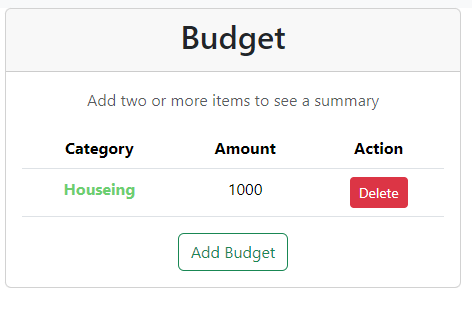 Budget
Add two or more items to see a summary
Category Amount Action
Houseing 1000 Delete
Add Budget